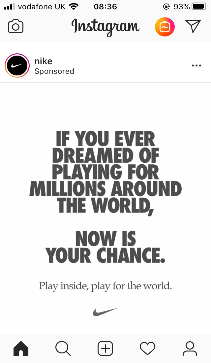 vodafone UK 08:36 93%
Instagram
nike
Sponsored
IF YOU EVER
DREAMED OF
PLAYING FOR
MILLIONS AROUND
THE WORLD,
NOW IS
YOUR CHANCE.
Play inside, play for the world.